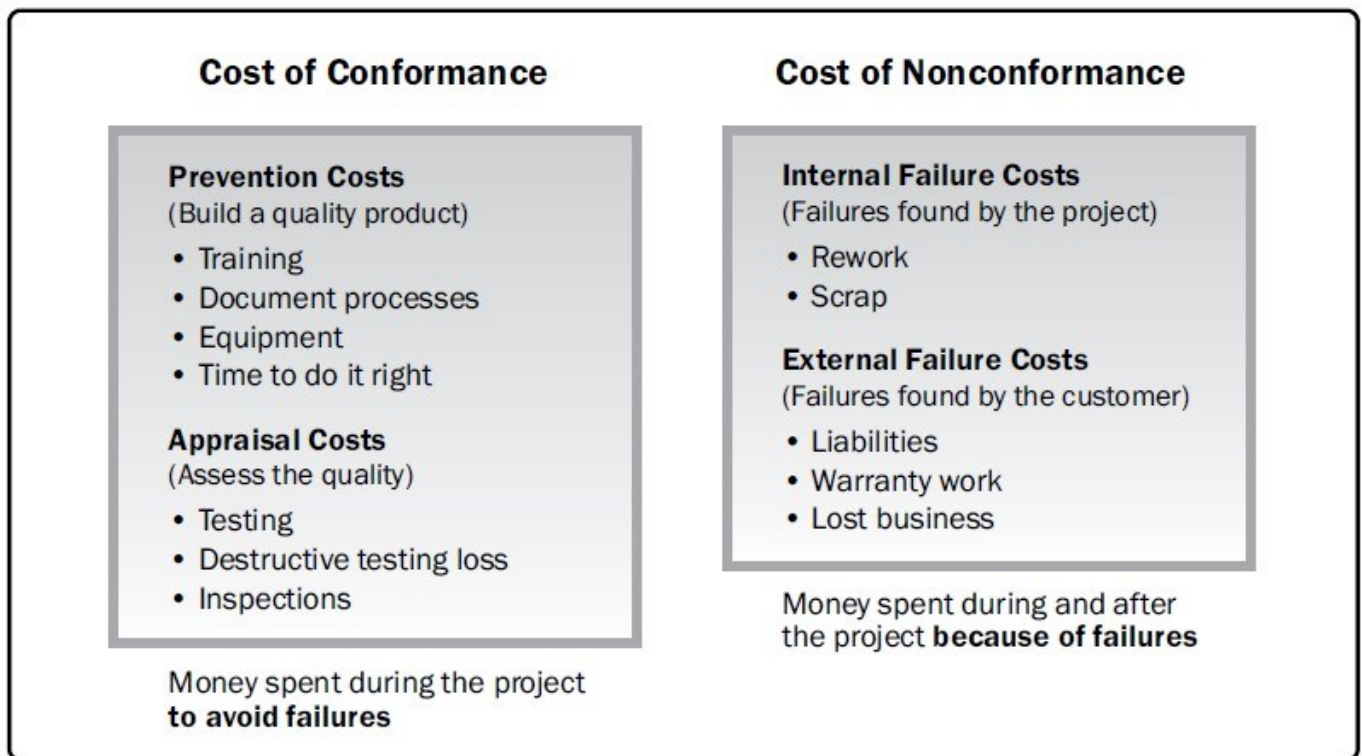 Cost of Conformance
Prevention Costs
(Build a quality product)
• Training
• Document processes
• Equipment
• Time to do it right
Appraisal Costs
(Assess the quality)
• Testing
• Destructive testing loss
• Inspections
Money spent during the project
to avoid failures
Cost of Nonconformance
Internal Failure Costs
(Failures found by the project)
• Rework
• Scrap
External Failure Costs
(Failures found by the customer)
• Liabilities
• Warranty work
• Lost business
Money spent during and after
the project because of failures